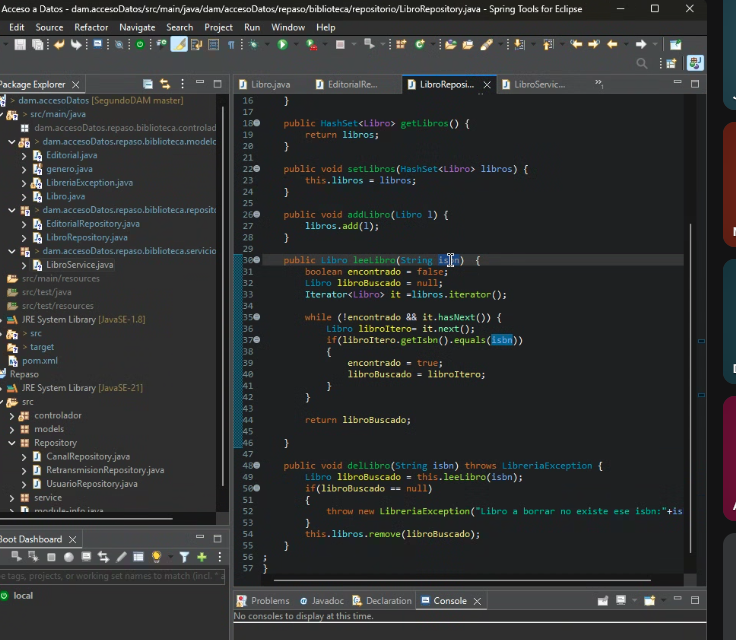 Acceso a Datos - dam.accesoDatos/src/main/java/dam/accesoDatos/repaso/biblioteca/repositorio/LibroRepository.java - Spring Tools for Eclipse
Edit Source Refactor Navigate Search Project Run Window Help
Package Explorer
> dam.accesoDatos [SegundoDAM master]
> src/main/java
dam.accesoDatos.repaso.biblioteca.controlad
> dam.accesoDatos.repaso.biblioteca.modelo
Editorial.java
genero.java
LibreriaException.java
Libro.java
> dam.accesoDatos.repaso.biblioteca.reposit
EditorialRepository.java
LibroRepository.java
> dam.accesoDatos.repaso.biblioteca.servicio
LibroService.java
src/main/resources
src/test/java
src/test/resources
JRE System Library [JavaSE-1.8]
> src
> target
pom.xml
Repaso
JRE System Library [JavaSE-21]
src
controlador
models
Repository
CanalRepository.java
RetransmisionRepository.java
UsuarioRepository.java
service
module-info.java
Boot Dashboard
e tags, projects, or working set names to match (incl. * a
local
Libro.java EditorialRe... LibroReposi... LibroServic...
16 }
17
18 public HashSet<Libro> getLibros() {
19 return libros;
20 }
21
22 public void setLibros(HashSet<Libro> libros) {
23 this.libros = libros;
24 }
25
26 public void addLibro(Libro l) {
27 libros.add(l);
28 }
29
30 public Libro leeLibro(String isbn) {
31 boolean encontrado = false;
32 Libro libroBuscado = null;
33 Iterator<Libro> it =libros.iterator();
34
35 while (!encontrado && it.hasNext()) {
36 Libro libroItero= it.next();
37 if(libroItero.getIsbn().equals(isbn))
38 {
39 encontrado = true;
40 libroBuscado = libroItero;
41 }
42 }
43
44 return libroBuscado;
45
46 }
47
48 public void delLibro(String isbn) throws LibreriaException {
49 Libro libroBuscado = this.leeLibro(isbn);
50 if(libroBuscado == null)
51 {
52 throw new LibreriaException("Libro a borrar no existe ese isbn:"+is
53 }
54 this.libros.remove(libroBuscado);
55 }
56 ;
57 }
Problems Javadoc Declaration Console
No consoles to display at this time.